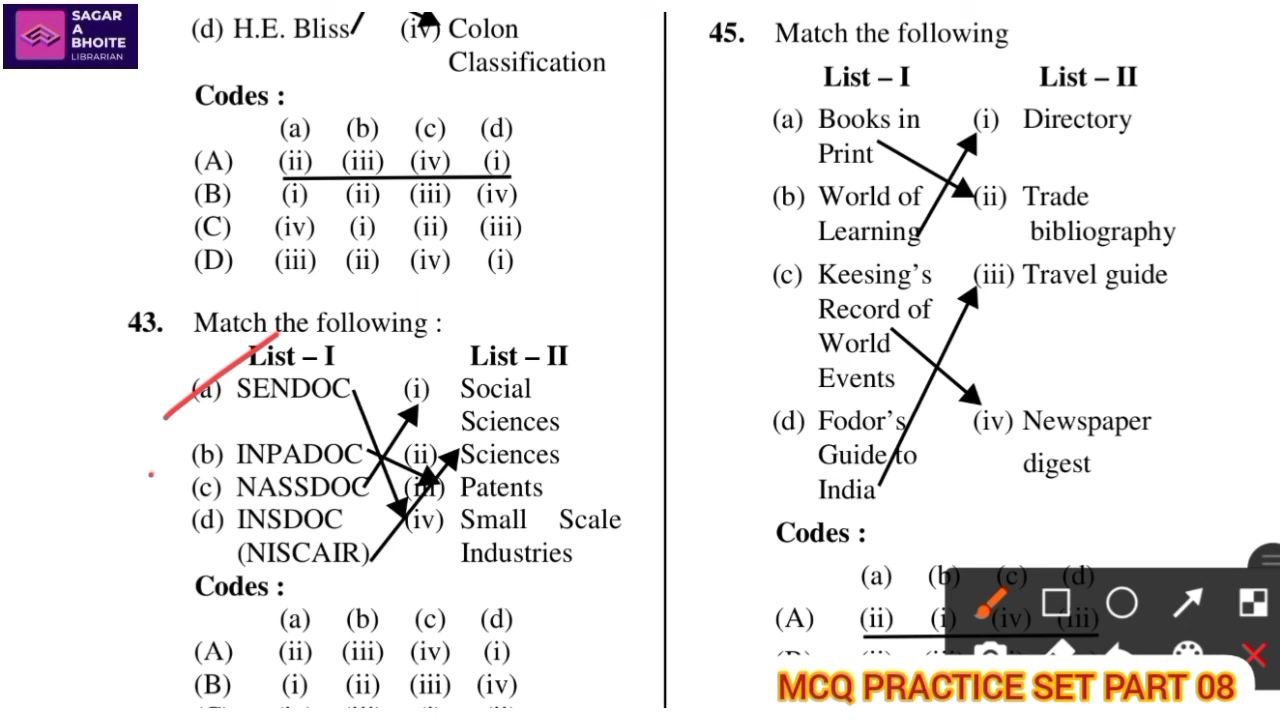 SAGAR
A
BHOITE
LIBRARIAN
(d) H.E. Bliss (iv) Colon
Classification
Codes :
(a) (b) (c) (d)
(A) (ii) (iii) (iv) (i)
(B) (i) (ii) (iii) (iv)
(C) (iv) (i) (ii) (iii)
(D) (iii) (ii) (iv) (i)
43. Match the following :
List – I List – II
(a) SENDOC (i) Social
Sciences
(b) INPADOC (ii) Sciences
(c) NASSDOC (iii) Patents
(d) INSDOC (iv) Small Scale
(NISCAIR) Industries
Codes :
(a) (b) (c) (d)
(A) (ii) (iii) (iv) (i)
(B) (i) (ii) (iii) (iv)
45. Match the following
List – I List – II
(a) Books in (i) Directory
Print
(b) World of (ii) Trade
Learning bibliography
(c) Keesing's (iii) Travel guide
Record of
World
Events
(d) Fodor's (iv) Newspaper
Guide to digest
India
Codes :
(a) (b) (c) (d)
(A) (ii) (i) (iv) (iii)
MCQ PRACTICE SET PART 08